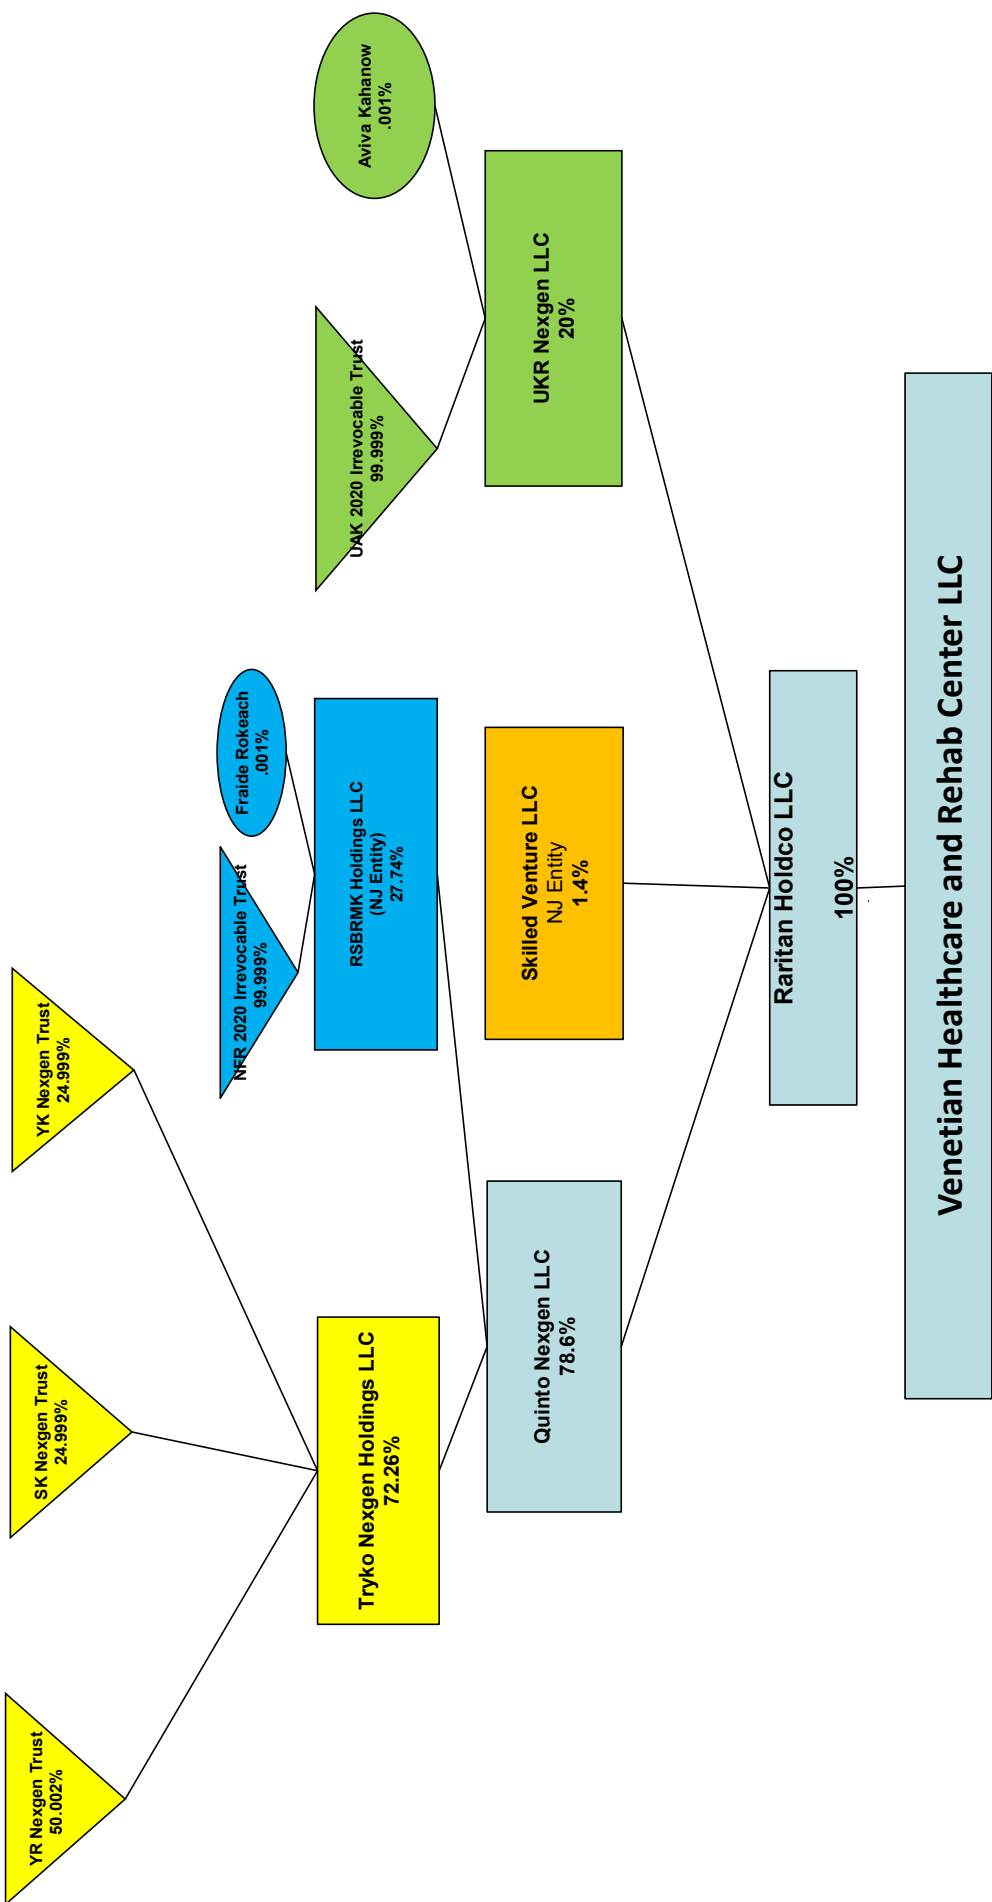 YR Nexgen Trust
50.002%
SK Nexgen Trust
24.999%
YK Nexgen Trust
24.999%
NFR 2020 Irrevocable Trust
99.999%
Fraide Rokeach
.001%
Tryko Nexgen Holdings LLC
72.26%
RSBRMK Holdings LLC
(NJ Entity)
27.74%
UAK 2020 Irrevocable Trust
99.999%
Aviva Kahanow
.001%
Quinto Nexgen LLC
78.6%
Skilled Venture LLC
NJ Entity
1.4%
UKR Nexgen LLC
20%
Raritan Holdco LLC
100%
Venetian Healthcare and Rehab Center LLC